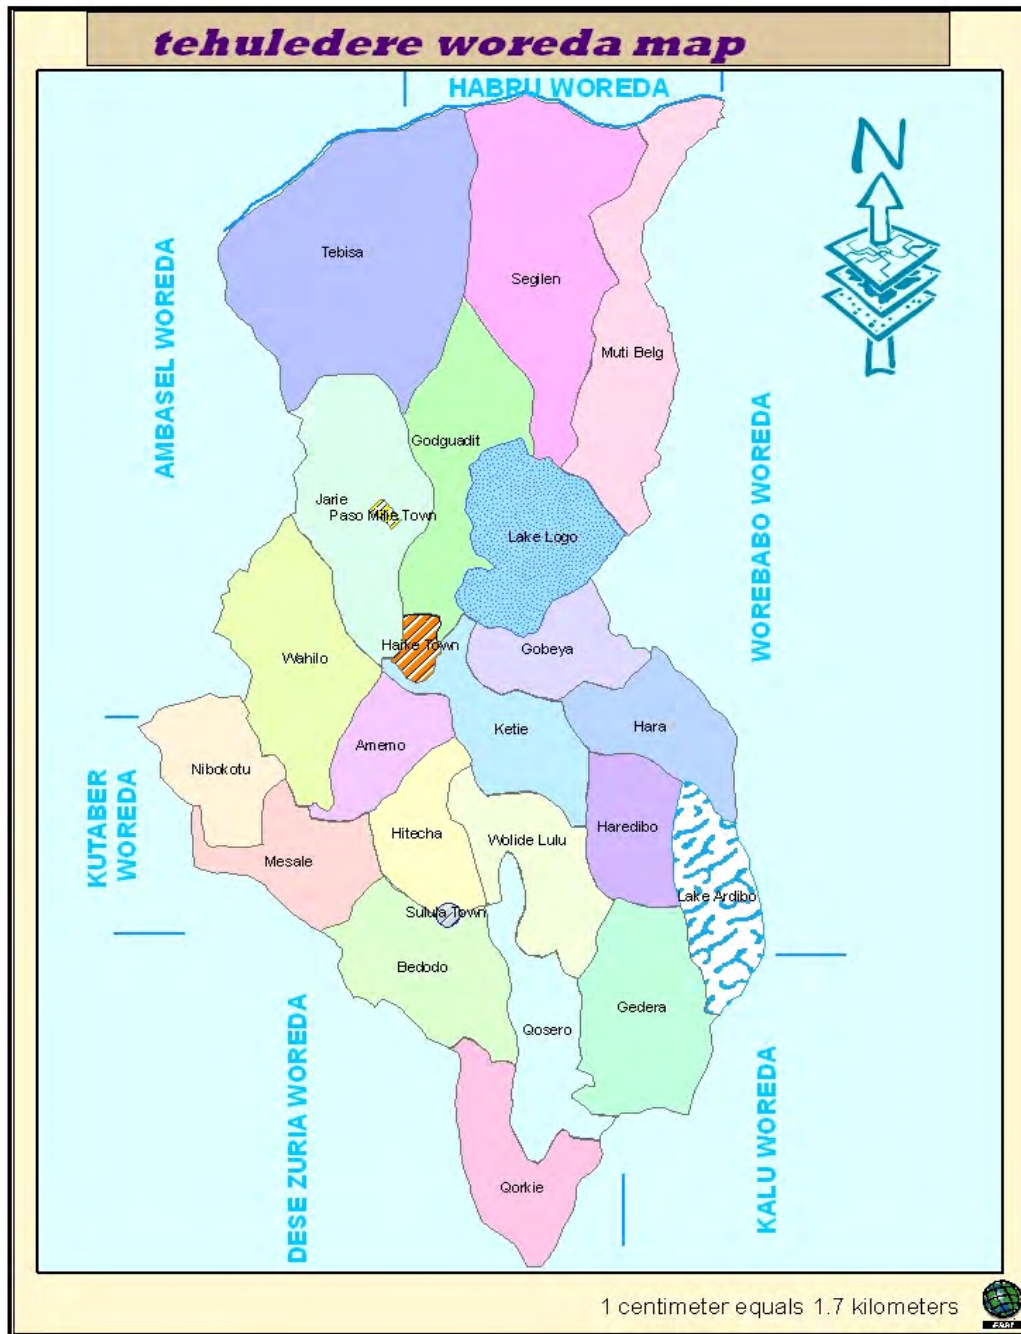 tehuledere woreda map
HABRU WOREDA
N
AMBASEL WOREDA
Tebisa
Segilen
Muti Belg
WOREBABO WOREDA
Godguadit
Jarie
Paso Mille Town
Lake Logo
Haike Town
Gobeya
Wahilo
Ketie
Hara
Amemo
Nibokotu
KUTABER
WOREDA
Hitecha
Wolide Lulu
Haredibo
Mesale
Lake Ardibo
Sulula Town
Bedodo
Gedera
Qosero
DESE ZURIA WOREDA
KALU WOREDA
Qorkie
1 centimeter equals 1.7 kilometers
ESRI